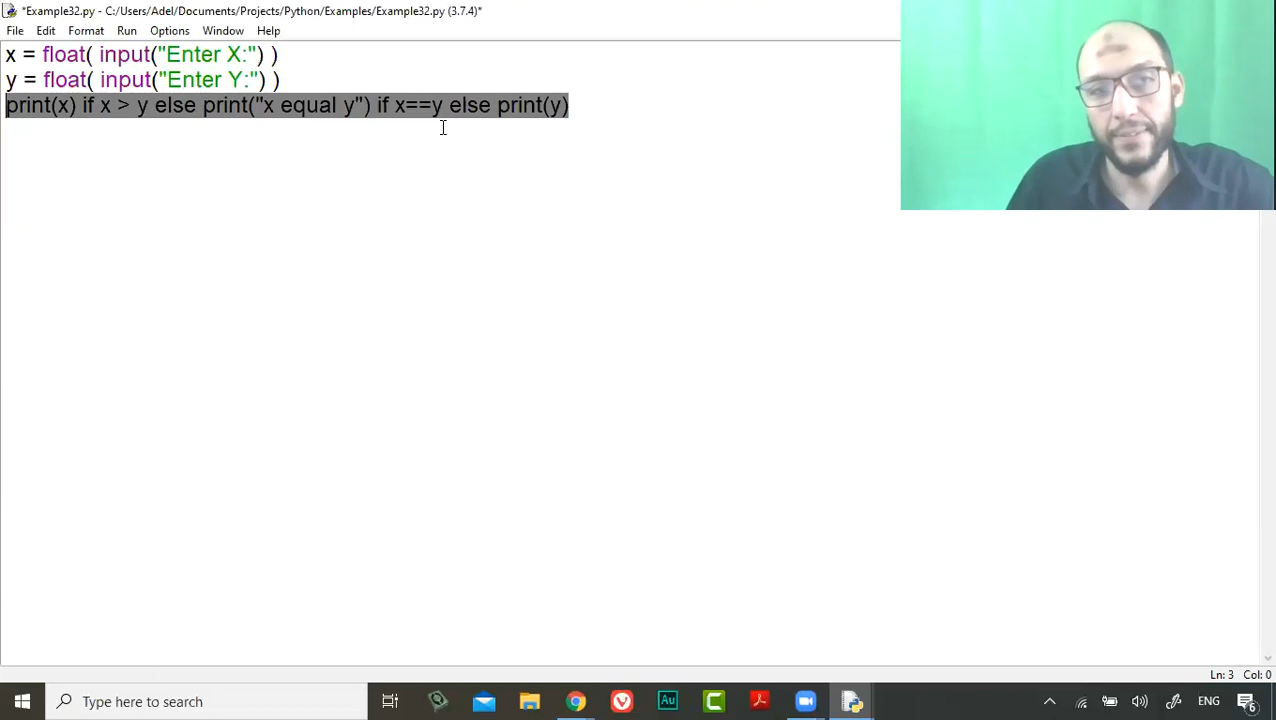 *Example32.py - C:/Users/Adel/Documents/Projects/Python/Examples/Example32.py (3.7.4)*
File Edit Format Run Options Window Help
x = float( input("Enter X:") )
y = float( input("Enter Y:") )
print(x) if x > y else print("x equal y") if x==y else print(y)
Ln: 3 Col: 0
Type here to search
Au
ENG
6